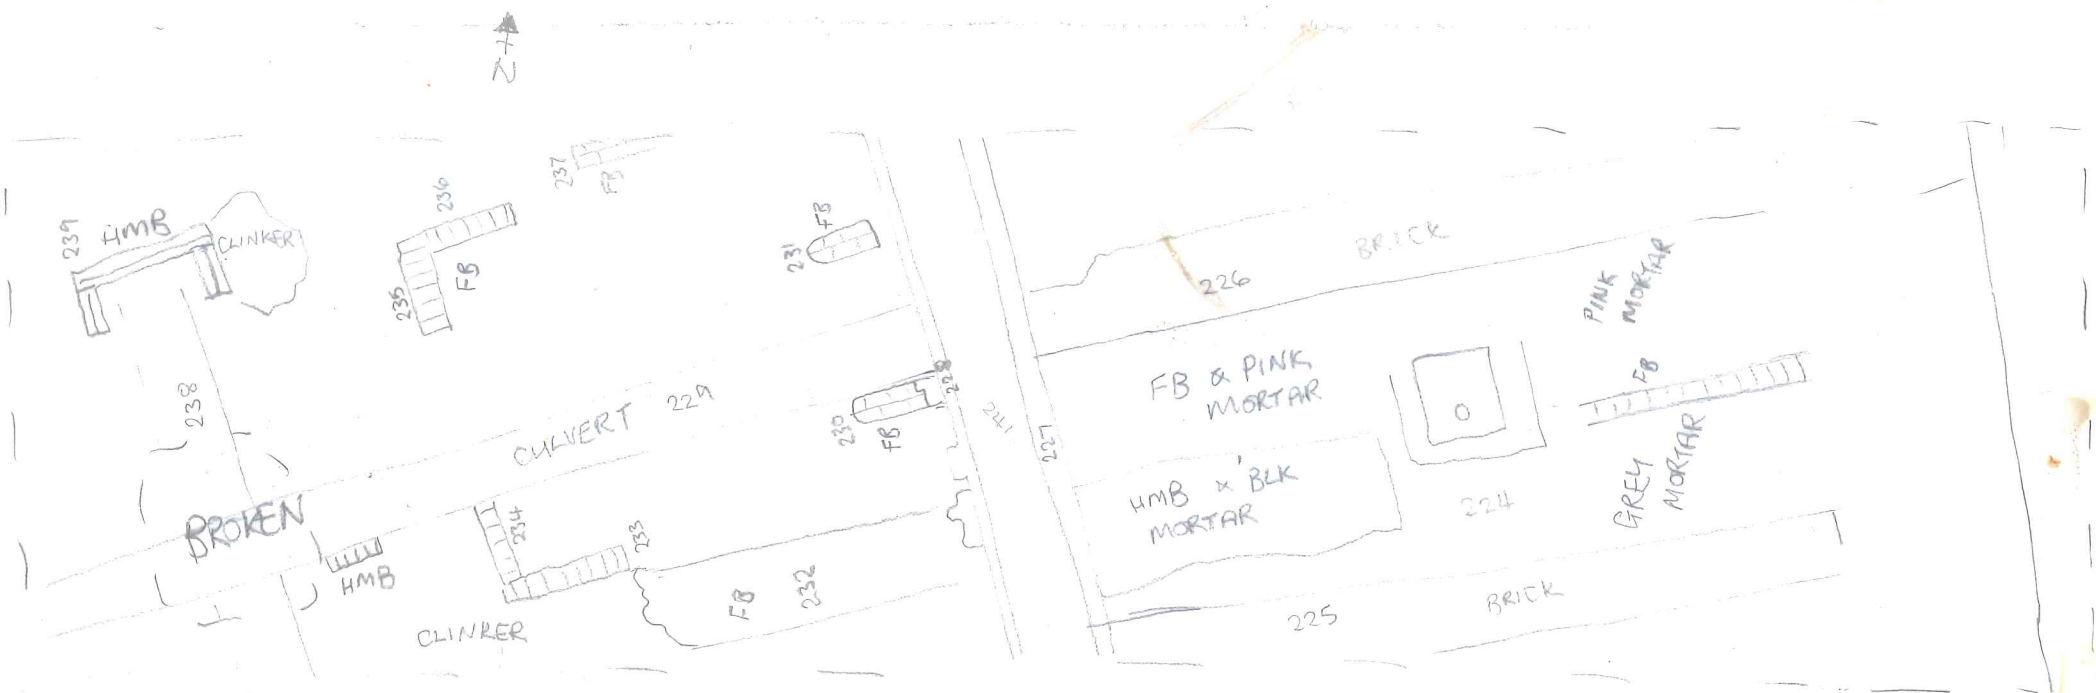 N
239
HMB
CLINKER
236
235
FB
237
FB
231
FB
238
BROKEN
HMB
CULVERT 229
230
FB
228
241
227
234
233
CLINKER
FB
232
226
BRICK
FB & PINK
MORTAR
HMB & BLK
MORTAR
224
PINK
MORTAR
FB
GREY
MORTAR
225
BRICK